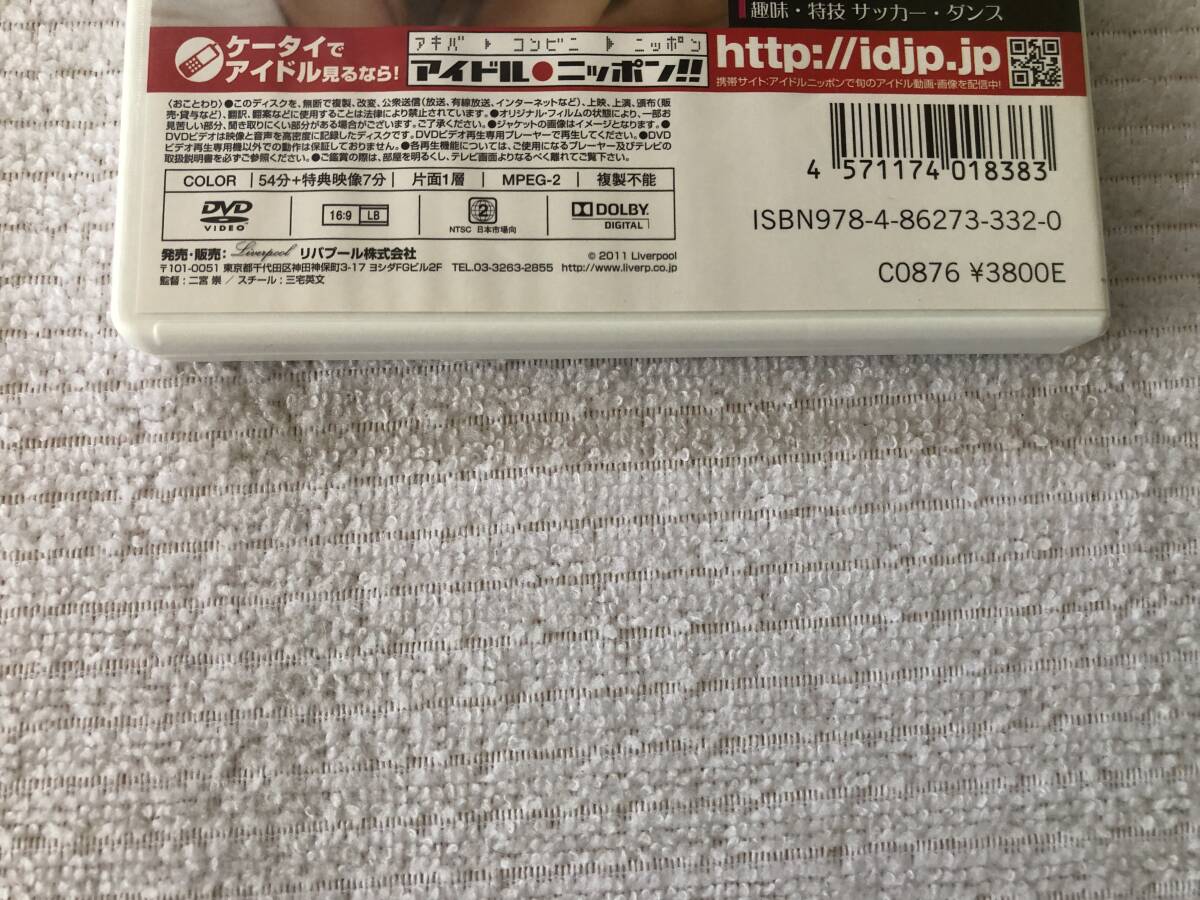 趣味・特技 サッカー・ダンス
ケータイで
アイドル見るなら!
アキバ ▶ コンビニ ▶ ニッポン
アイドル●ニッポン!!
http://idjp.jp
携帯サイト:アイドルニッポンで旬のアイドル動画・画像を配信中!
〈おことわり〉●このディスクを、無断で複製、改変、公衆送信(放送、有線放送、インターネットなど)、上映、上演、頒布(販
売・貸与など)、翻訳、翻案などに使用することは法律により禁止されています。●オリジナル・フィルムの状態により、一部お
見苦しい部分、聞き取りにくい部分がある場合がございます。ご了承ください。●ジャケットの画像はイメージとなります。●
DVDビデオは映像と音声を高密度に記録したディスクです。DVDビデオ再生専用プレーヤーで再生してください。●DVD
ビデオ再生専用機以外での動作は保証しておりません。●各再生機能については、ご使用になるプレーヤー及びテレビの
取扱説明書を必ずご参照ください。●ご鑑賞の際は、部屋を明るくし、テレビ画面よりなるべく離れてご覧下さい。
COLOR 54分+特典映像7分 片面1層 MPEG-2 複製不能
DVD VIDEO
16:9 LB
2
NTSC 日本市場向
DOLBY DIGITAL
発売・販売: Liverpool リバプール株式会社
© 2011 Liverpool
〒101-0051 東京都千代田区神田神保町3-17 ヨシダFGビル2F TEL.03-3263-2855 http://www.liverp.co.jp
監督:二宮 崇 / スチール:三宅英文
4 571174 018383
ISBN978-4-86273-332-0
C0876 ¥3800E